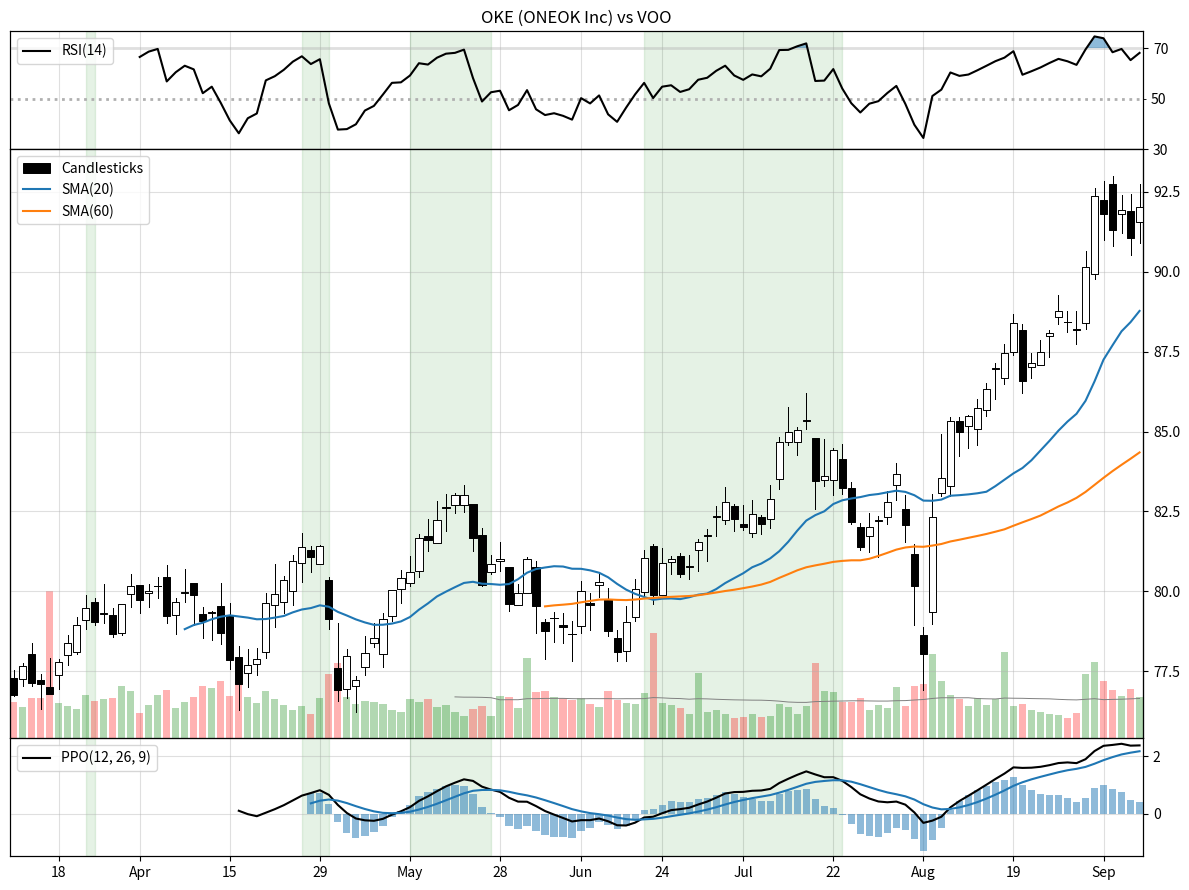 OKE (ONEOK Inc) vs VOO
RSI(14)
70
50
30
Candlesticks
SMA(20)
SMA(60)
92.5
90.0
87.5
85.0
82.5
80.0
77.5
PPO(12, 26, 9)
2
0
18 Apr 15 29 May 28 Jun 24 Jul 22 Aug 19 Sep